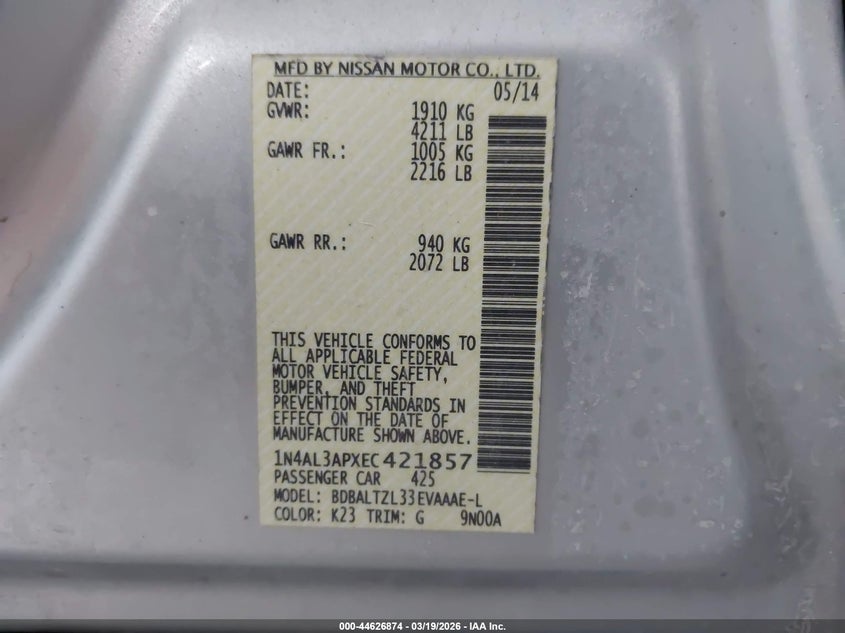 MFD BY NISSAN MOTOR CO., LTD.
DATE: 05/14
GVWR: 1910 KG
4211 LB
GAWR FR.: 1005 KG
2216 LB
GAWR RR.: 940 KG
2072 LB
THIS VEHICLE CONFORMS TO
ALL APPLICABLE FEDERAL
MOTOR VEHICLE SAFETY,
BUMPER, AND THEFT
PREVENTION STANDARDS IN
EFFECT ON THE DATE OF
MANUFACTURE SHOWN ABOVE.
1N4AL3APXEC421857
PASSENGER CAR 425
MODEL: BDBALTZL33EVAAAE-L
COLOR: K23 TRIM: G 9N00A
000-44626874 / 03/19/2026 – IAA Inc.